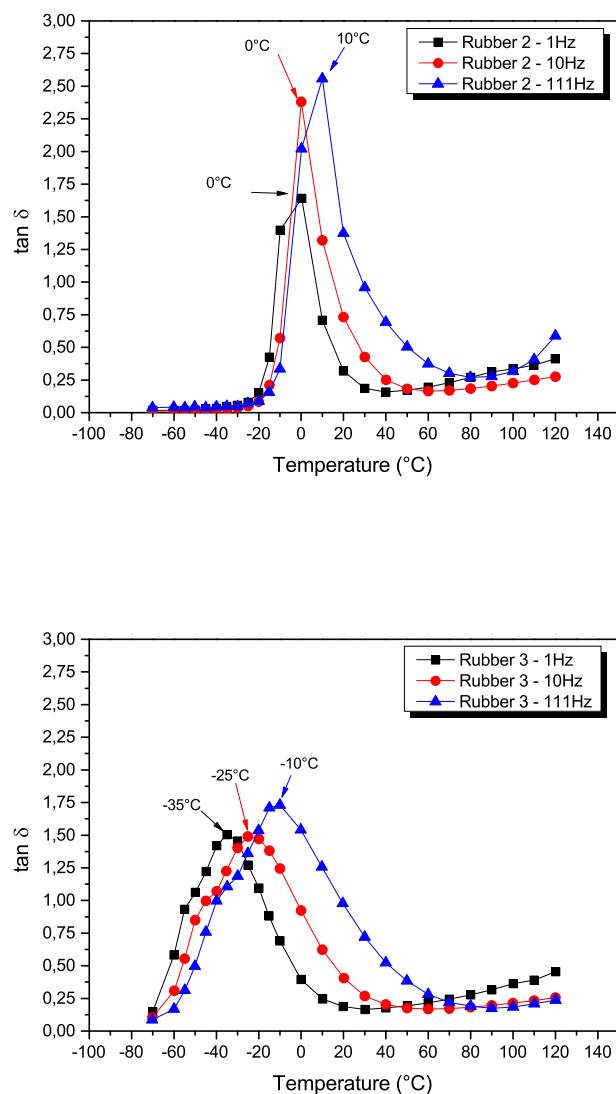 3,00
2,75
2,50
2,25
2,00
1,75
1,50
1,25
1,00
0,75
0,50
0,25
0,00
tan δ
0°C
10°C
0°C
Rubber 2 - 1Hz
Rubber 2 - 10Hz
Rubber 2 - 111Hz
-100 -80 -60 -40 -20 0 20 40 60 80 100 120 140
Temperature (°C)
3,00
2,75
2,50
2,25
2,00
1,75
1,50
1,25
1,00
0,75
0,50
0,25
0,00
tan δ
-35°C
-25°C
-10°C
Rubber 3 - 1Hz
Rubber 3 - 10Hz
Rubber 3 - 111Hz
-100 -80 -60 -40 -20 0 20 40 60 80 100 120 140
Temperature (°C)